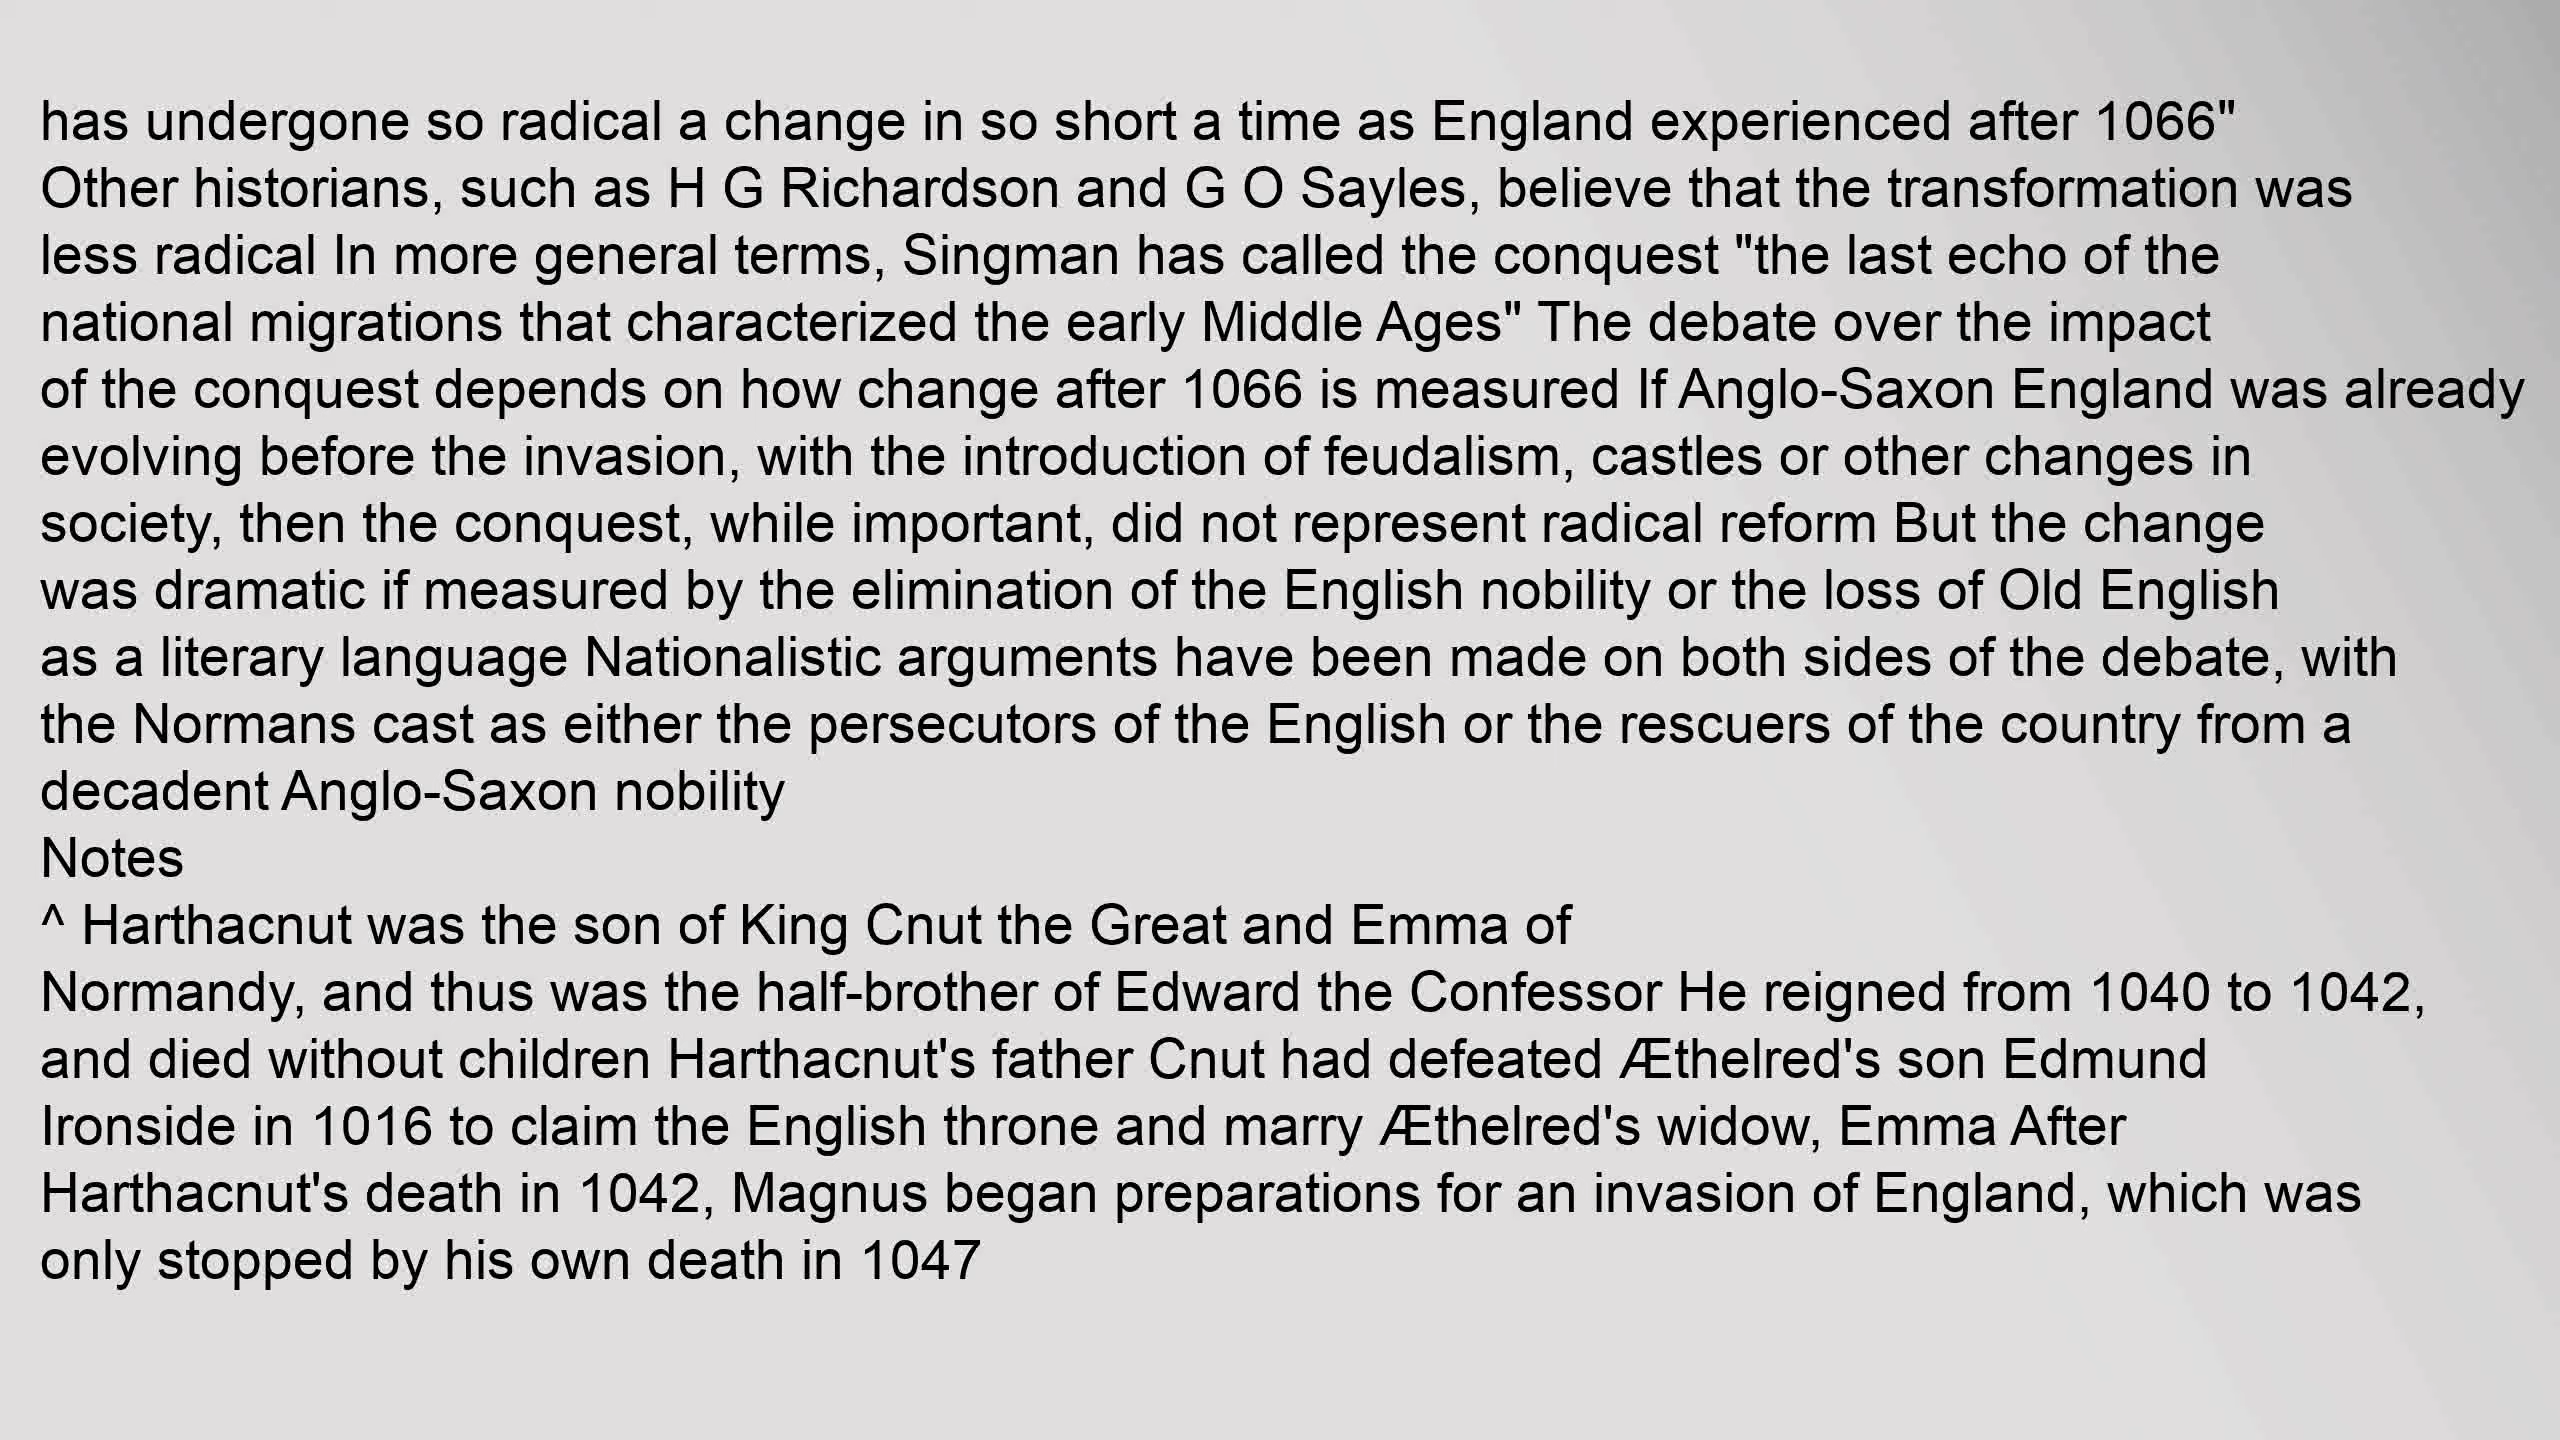 has undergone so radical a change in so short a time as England experienced after 1066"
Other historians, such as H G Richardson and G O Sayles, believe that the transformation was
less radical In more general terms, Singman has called the conquest "the last echo of the
national migrations that characterized the early Middle Ages" The debate over the impact
of the conquest depends on how change after 1066 is measured If Anglo-Saxon England was already
evolving before the invasion, with the introduction of feudalism, castles or other changes in
society, then the conquest, while important, did not represent radical reform But the change
was dramatic if measured by the elimination of the English nobility or the loss of Old English
as a literary language Nationalistic arguments have been made on both sides of the debate, with
the Normans cast as either the persecutors of the English or the rescuers of the country from a
decadent Anglo-Saxon nobility
Notes
^ Harthacnut was the son of King Cnut the Great and Emma of
Normandy, and thus was the half-brother of Edward the Confessor He reigned from 1040 to 1042,
and died without children Harthacnut's father Cnut had defeated Æthelred's son Edmund
Ironside in 1016 to claim the English throne and marry Æthelred's widow, Emma After
Harthacnut's death in 1042, Magnus began preparations for an invasion of England, which was
only stopped by his own death in 1047